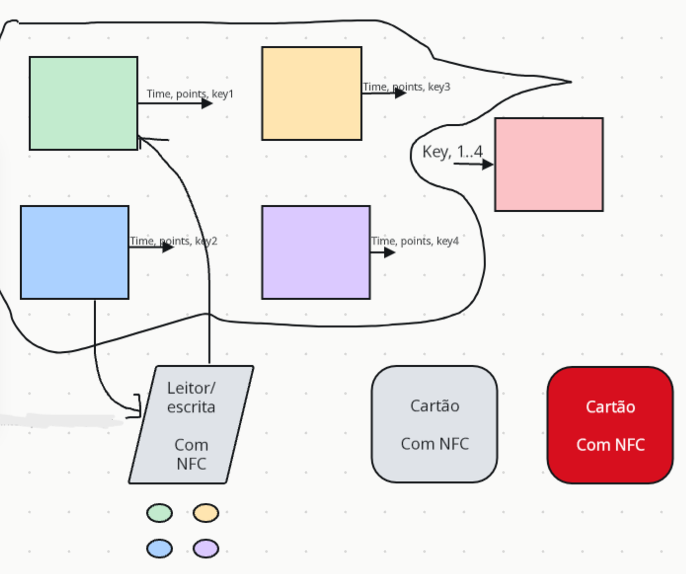 Time, points, key1
Time, points, key3
Key, 1..4
Time, points, key2
Time, points, key4
Leitor/
escrita
Com
NFC
Cartão
Com NFC
Cartão
Com NFC